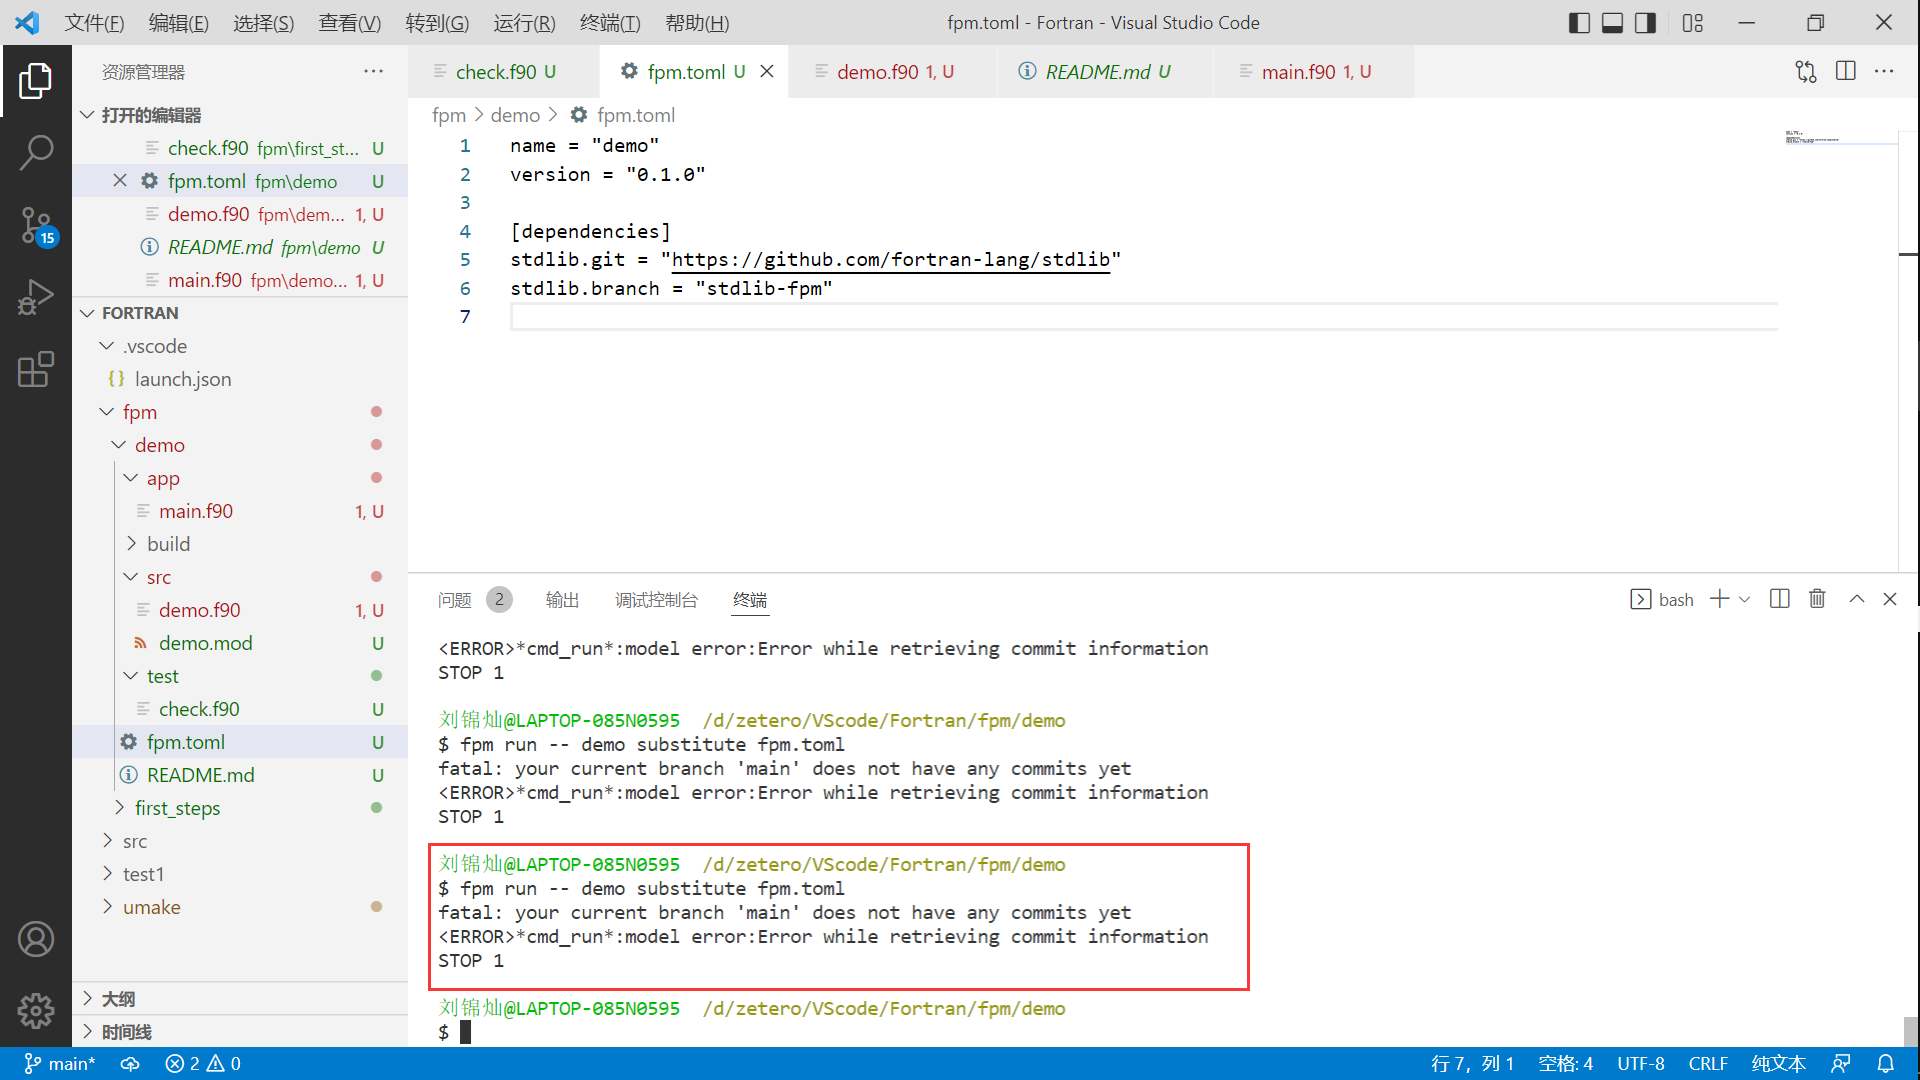 文件(F) 编辑(E) 选择(S) 查看(V) 转到(G) 运行(R) 终端(T) 帮助(H) fpm.toml - Fortran - Visual Studio Code
资源管理器
打开的编辑器
check.f90 fpm\first_st... U
fpm.toml fpm\demo U
demo.f90 fpm\dem... 1, U
README.md fpm\demo U
main.f90 fpm\demo... 1, U
FORTRAN
.vscode
{} launch.json
fpm
demo
app
main.f90 1, U
build
src
demo.f90 1, U
demo.mod U
test
check.f90 U
fpm.toml U
README.md U
first_steps
src
test1
umake
大纲
时间线
15
check.f90 U fpm.toml U demo.f90 1, U README.md U main.f90 1, U
fpm > demo > fpm.toml
1 name = "demo"
2 version = "0.1.0"
3
4 [dependencies]
5 stdlib.git = "https://github.com/fortran-lang/stdlib"
6 stdlib.branch = "stdlib-fpm"
7
问题 2 输出 调试控制台 终端 bash
<ERROR>*cmd_run*:model error:Error while retrieving commit information
STOP 1
刘锦灿@LAPTOP-085N0595 /d/zetero/VScode/Fortran/fpm/demo
$ fpm run -- demo substitute fpm.toml
fatal: your current branch 'main' does not have any commits yet
<ERROR>*cmd_run*:model error:Error while retrieving commit information
STOP 1
刘锦灿@LAPTOP-085N0595 /d/zetero/VScode/Fortran/fpm/demo
$ fpm run -- demo substitute fpm.toml
fatal: your current branch 'main' does not have any commits yet
<ERROR>*cmd_run*:model error:Error while retrieving commit information
STOP 1
刘锦灿@LAPTOP-085N0595 /d/zetero/VScode/Fortran/fpm/demo
$
main* 2 0 行 7, 列 1 空格: 4 UTF-8 CRLF 纯文本